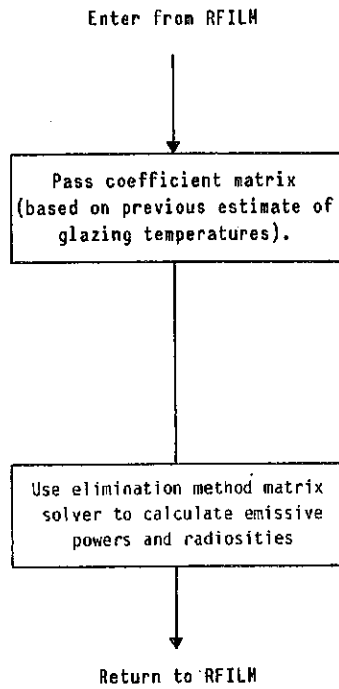 Enter from RFILM
Pass coefficient matrix
(based on previous estimate of
glazing temperatures).
Use elimination method matrix
solver to calculate emissive
powers and radiosities
Return to RFILM